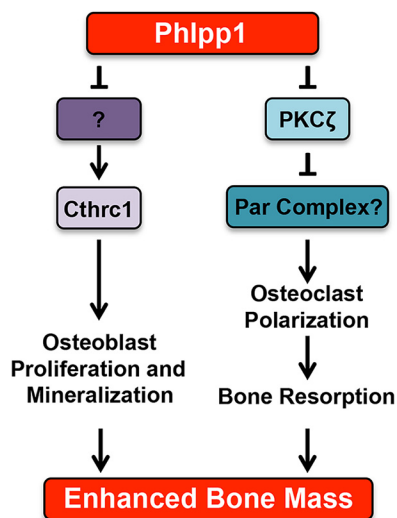 Phlpp1
?
PKCζ
Cthrc1
Par Complex?
Osteoclast
Polarization
Osteoblast
Proliferation and
Mineralization
Bone Resorption
Enhanced Bone Mass